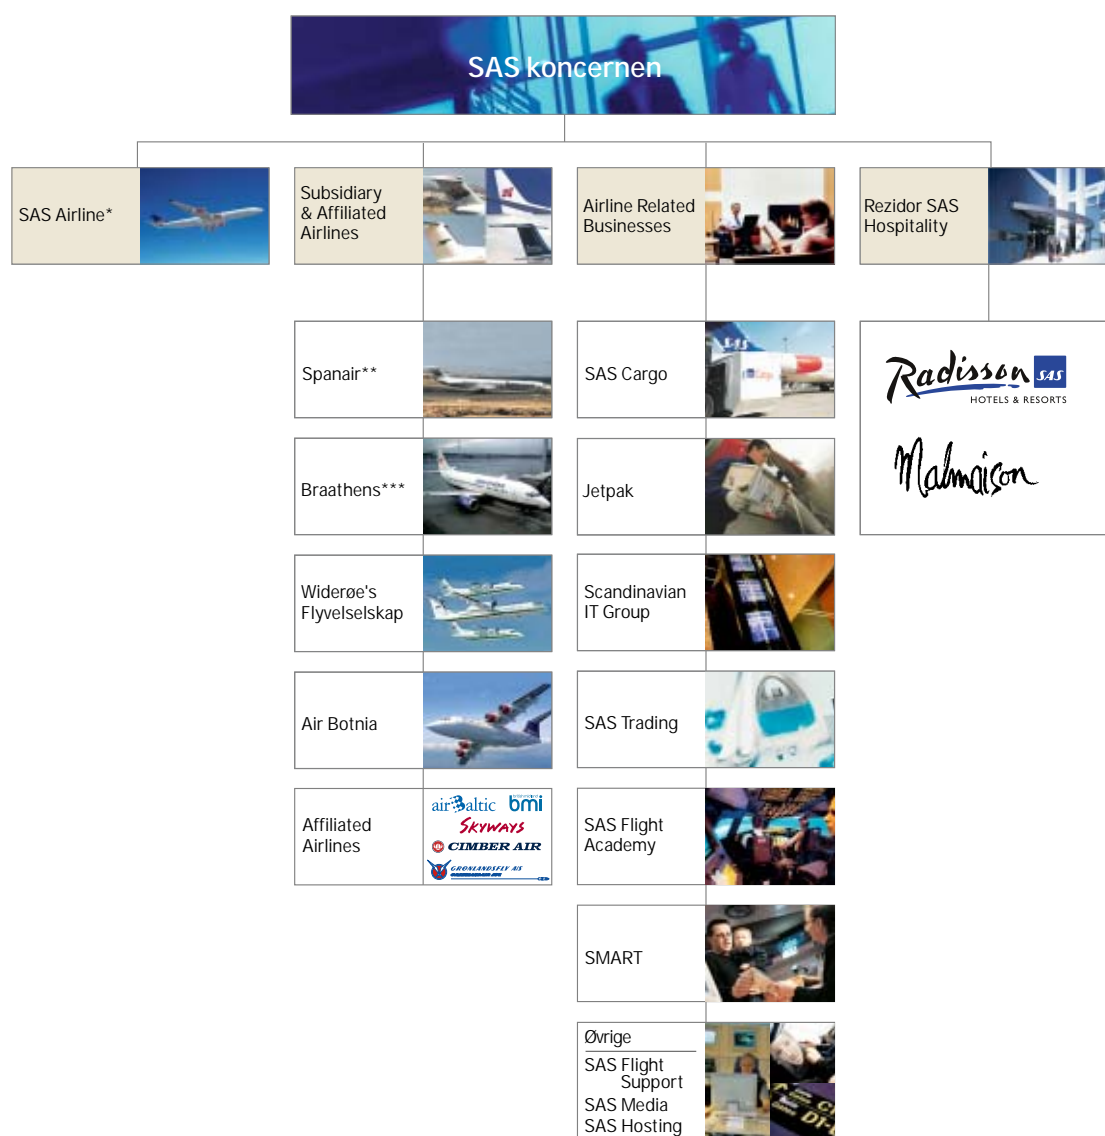 SAS koncernen
SAS Airline*
Subsidiary
& Affiliated
Airlines
Airline Related
Businesses
Rezidor SAS
Hospitality
Spanair**
Braathens***
Widerøe's
Flyvelselskap
Air Botnia
Affiliated
Airlines
airBaltic
bmi
SKYWAYS
CIMBER AIR
GRØNLANDSFLY A/S
SAS Cargo
Jetpak
Scandinavian
IT Group
SAS Trading
SAS Flight
Academy
SMART
Øvrige
SAS Flight
Support
SAS Media
SAS Hosting
Radisson SAS
HOTELS & RESORTS
Malmaison